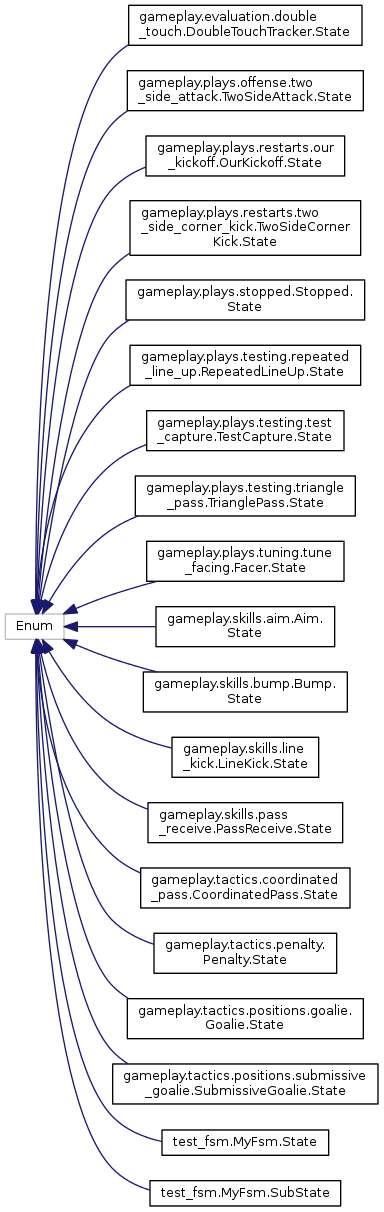 gameplay.evaluation.double
_touch.DoubleTouchTracker.State
gameplay.plays.offense.two
_side_attack.TwoSideAttack.State
gameplay.plays.restarts.our
_kickoff.OurKickoff.State
gameplay.plays.restarts.two
_side_corner_kick.TwoSideCorner
Kick.State
gameplay.plays.stopped.Stopped.
State
gameplay.plays.testing.repeated
_line_up.RepeatedLineUp.State
gameplay.plays.testing.test
_capture.TestCapture.State
gameplay.plays.testing.triangle
_pass.TrianglePass.State
gameplay.plays.tuning.tune
_facing.Facer.State
Enum
gameplay.skills.aim.Aim.
State
gameplay.skills.bump.Bump.
State
gameplay.skills.line
_kick.LineKick.State
gameplay.skills.pass
_receive.PassReceive.State
gameplay.tactics.coordinated
_pass.CoordinatedPass.State
gameplay.tactics.penalty.
Penalty.State
gameplay.tactics.positions.goalie.
Goalie.State
gameplay.tactics.positions.submissive
_goalie.SubmissiveGoalie.State
test_fsm.MyFsm.State
test_fsm.MyFsm.SubState